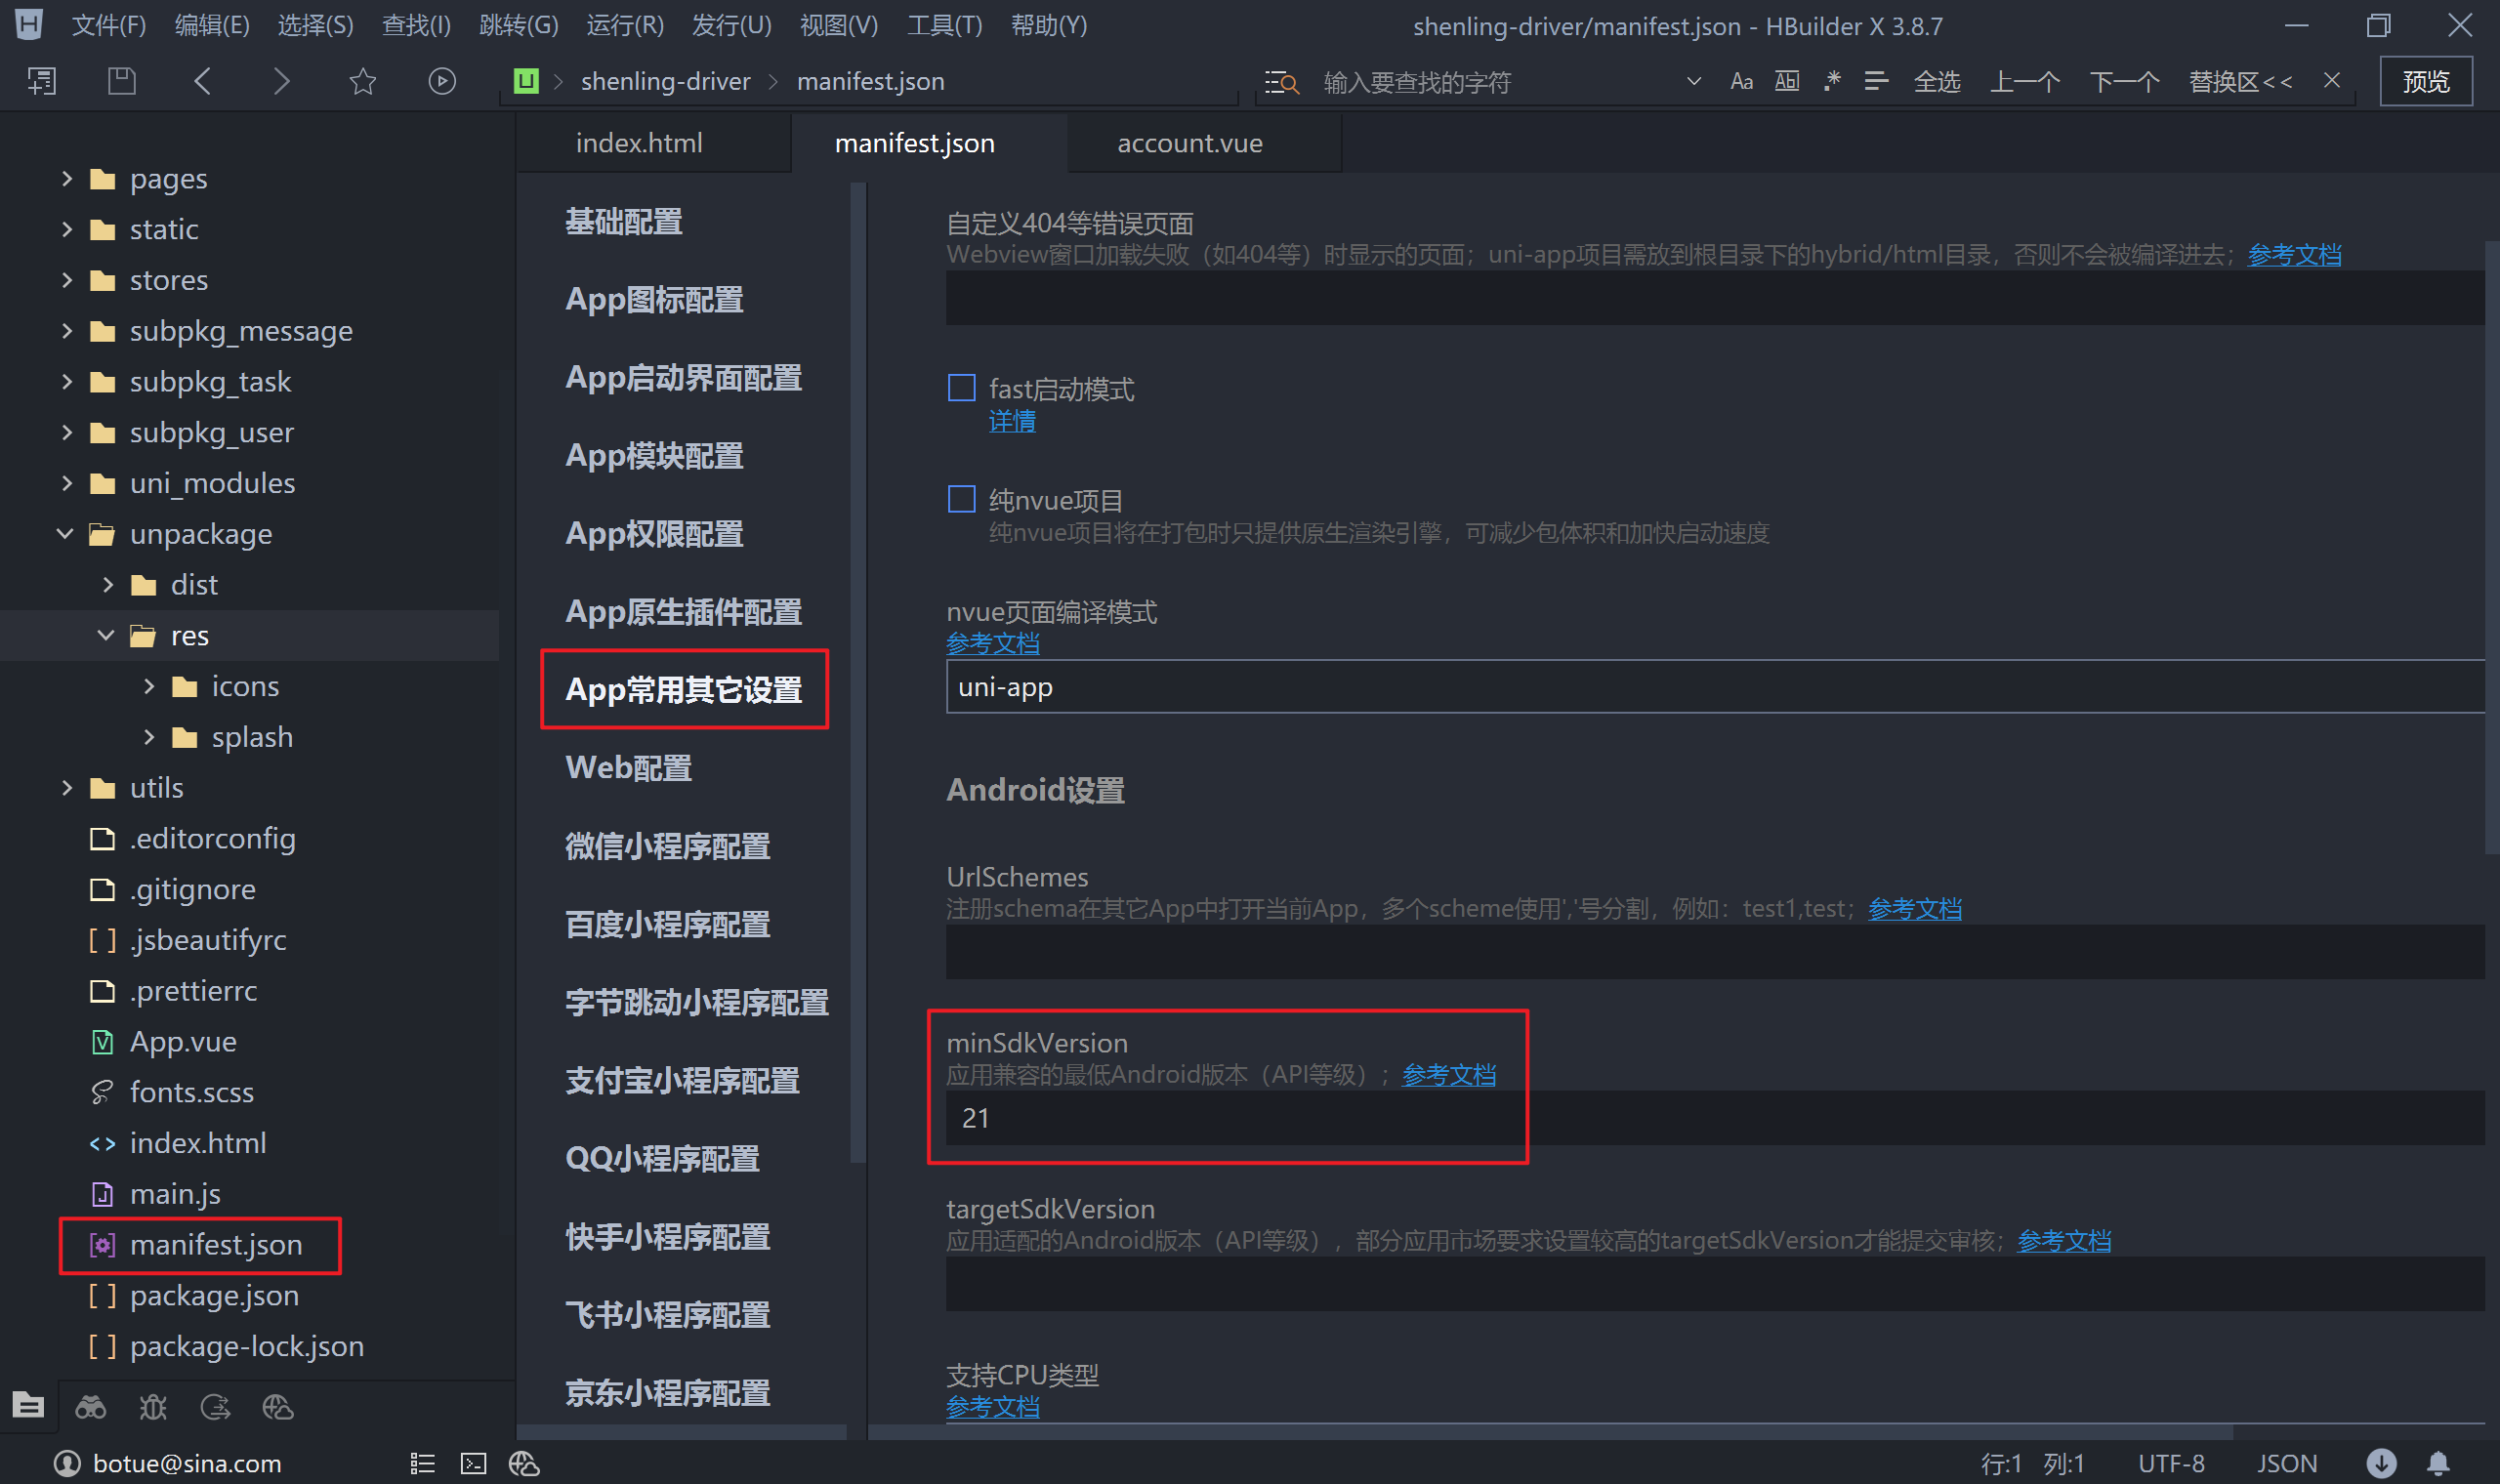 文件(F) 编辑(E) 选择(S) 查找(I) 跳转(G) 运行(R) 发行(U) 视图(V) 工具(T) 帮助(Y) shenling-driver/manifest.json - HBuilder X 3.8.7
shenling-driver manifest.json 输入要查找的字符 Aa Ab| .* 全选 上一个 下一个 替换区<< 预览
pages
static
stores
subpkg_message
subpkg_task
subpkg_user
uni_modules
unpackage
dist
res
icons
splash
utils
.editorconfig
.gitignore
[ ] .jsbeautifyrc
.prettierrc
App.vue
fonts.scss
<> index.html
main.js
manifest.json
[ ] package.json
[ ] package-lock.json
index.html manifest.json account.vue
基础配置
App图标配置
App启动界面配置
App模块配置
App权限配置
App原生插件配置
App常用其它设置
Web配置
微信小程序配置
百度小程序配置
字节跳动小程序配置
支付宝小程序配置
QQ小程序配置
快手小程序配置
飞书小程序配置
京东小程序配置
自定义404等错误页面
Webview窗口加载失败（如404等）时显示的页面；uni-app项目需放到根目录下的hybrid/html目录，否则不会被编译进去；参考文档
fast启动模式
详情
纯nvue项目
纯nvue项目将在打包时只提供原生渲染引擎，可减少包体积和加快启动速度
nvue页面编译模式
参考文档
uni-app
Android设置
UrlSchemes
注册schema在其它App中打开当前App，多个scheme使用','号分割，例如：test1,test；参考文档
minSdkVersion
应用兼容的最低Android版本（API等级）；参考文档
21
targetSdkVersion
应用适配的Android版本（API等级），部分应用市场要求设置较高的targetSdkVersion才能提交审核；参考文档
支持CPU类型
参考文档
botue@sina.com 行:1 列:1 UTF-8 JSON